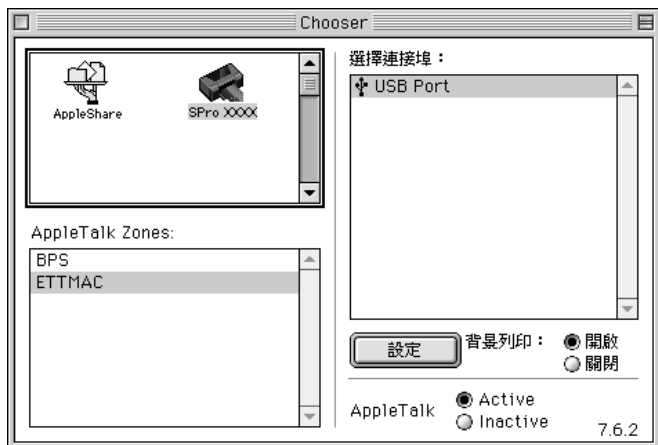 Chooser
AppleShare
SPro XXXX
AppleTalk Zones:
BPS
ETTMAC
選擇連接埠：
USB Port
設定
背景列印：
開啟
關閉
AppleTalk
Active
Inactive
7.6.2